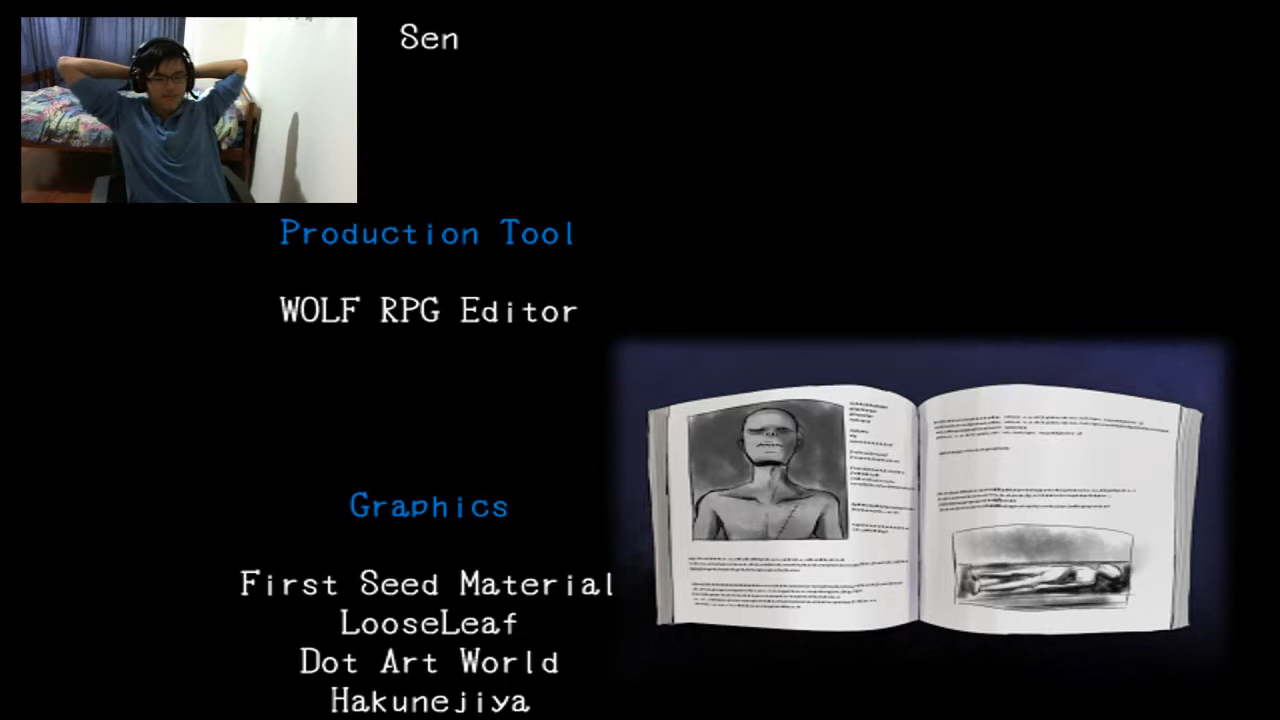 Sen
Production Tool
WOLF RPG Editor
Graphics
First Seed Material
LooseLeaf
Dot Art World
Hakunejiya